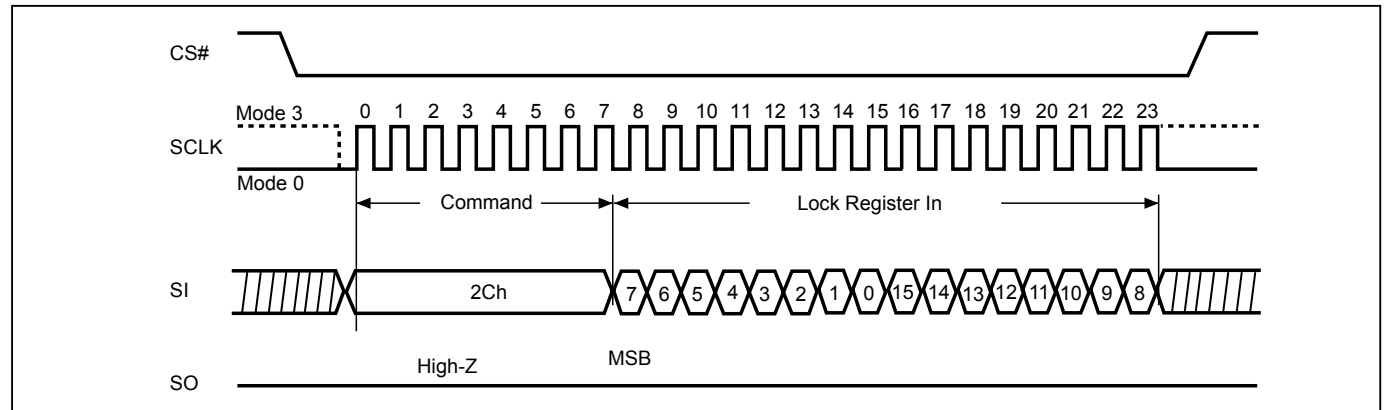 CS#
Mode 3 0 1 2 3 4 5 6 7 8 9 10 11 12 13 14 15 16 17 18 19 20 21 22 23
SCLK
Mode 0
Command Lock Register In
SI 2Ch 7 6 5 4 3 2 1 0 15 14 13 12 11 10 9 8
High-Z MSB
SO